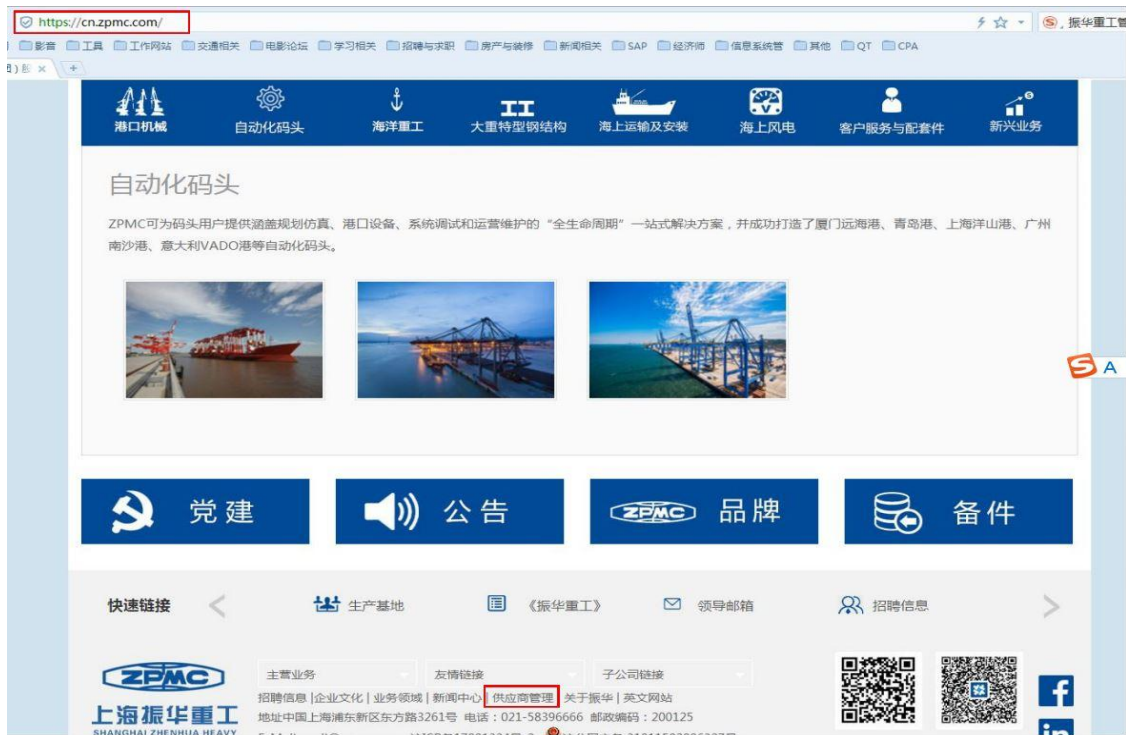 https://cn.zpmc.com/
振华重工管
影音 工具 工作网站 交通相关 电影论坛 学习相关 招聘与求职 房产与装修 新闻相关 SAP 经济师 信息系统管 其他 QT CPA
港口机械 自动化码头 海洋重工 大重特型钢结构 海上运输及安装 海上风电 客户服务与配套件 新兴业务
自动化码头
ZPMC可为码头用户提供涵盖规划仿真、港口设备、系统调试和运营维护的“全生命周期”一站式解决方案，并成功打造了厦门远海港、青岛港、上海洋山港、广州
南沙港、意大利VADO港等自动化码头。
S A
党建 公告 ZPMC 品牌 备件
快速链接 生产基地 《振华重工》 领导邮箱 招聘信息
ZPMC
主营业务 友情链接 子公司链接
招聘信息 |企业文化 | 业务领域 | 新闻中心 | 供应商管理 | 关于振华 | 英文网站
上海振华重工
地址中国上海浦东新区东方路3261号 电话：021-58396666 邮政编码：200125
SHANGHAI ZHENHUA HEAVY
f
in